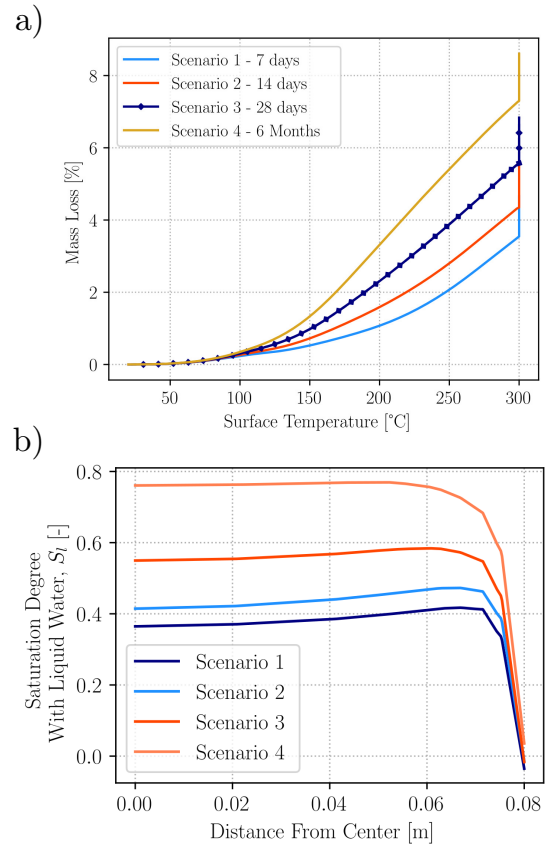 a)
Mass Loss [%]
8
6
4
2
0
Scenario 1 - 7 days
Scenario 2 - 14 days
Scenario 3 - 28 days
Scenario 4 - 6 Months
50 100 150 200 250 300
Surface Temperature [°C]
b)
Saturation Degree
With Liquid Water, S_l [-]
0.8
0.6
0.4
0.2
0.0
Scenario 1
Scenario 2
Scenario 3
Scenario 4
0.00 0.02 0.04 0.06 0.08
Distance From Center [m]